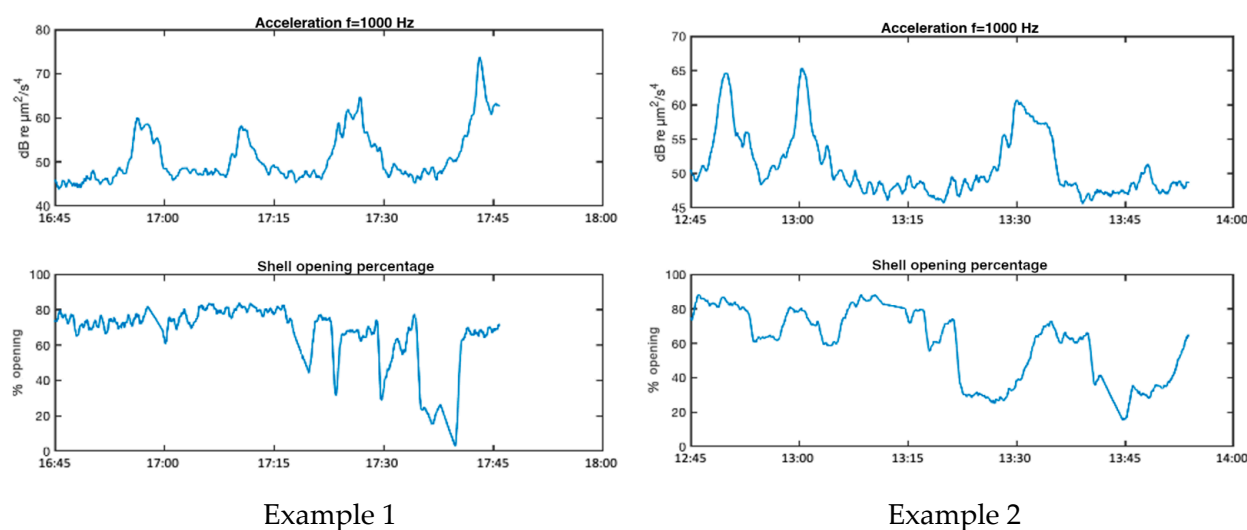 Acceleration f=1000 Hz
80
70
60
50
40
dB re µm²/s⁴
16:45 17:00 17:15 17:30 17:45 18:00
Shell opening percentage
100
80
60
40
20
0
% opening
16:45 17:00 17:15 17:30 17:45 18:00
Example 1
Acceleration f=1000 Hz
70
65
60
55
50
45
dB re µm²/s⁴
12:45 13:00 13:15 13:30 13:45 14:00
Shell opening percentage
100
80
60
40
20
0
% opening
12:45 13:00 13:15 13:30 13:45 14:00
Example 2